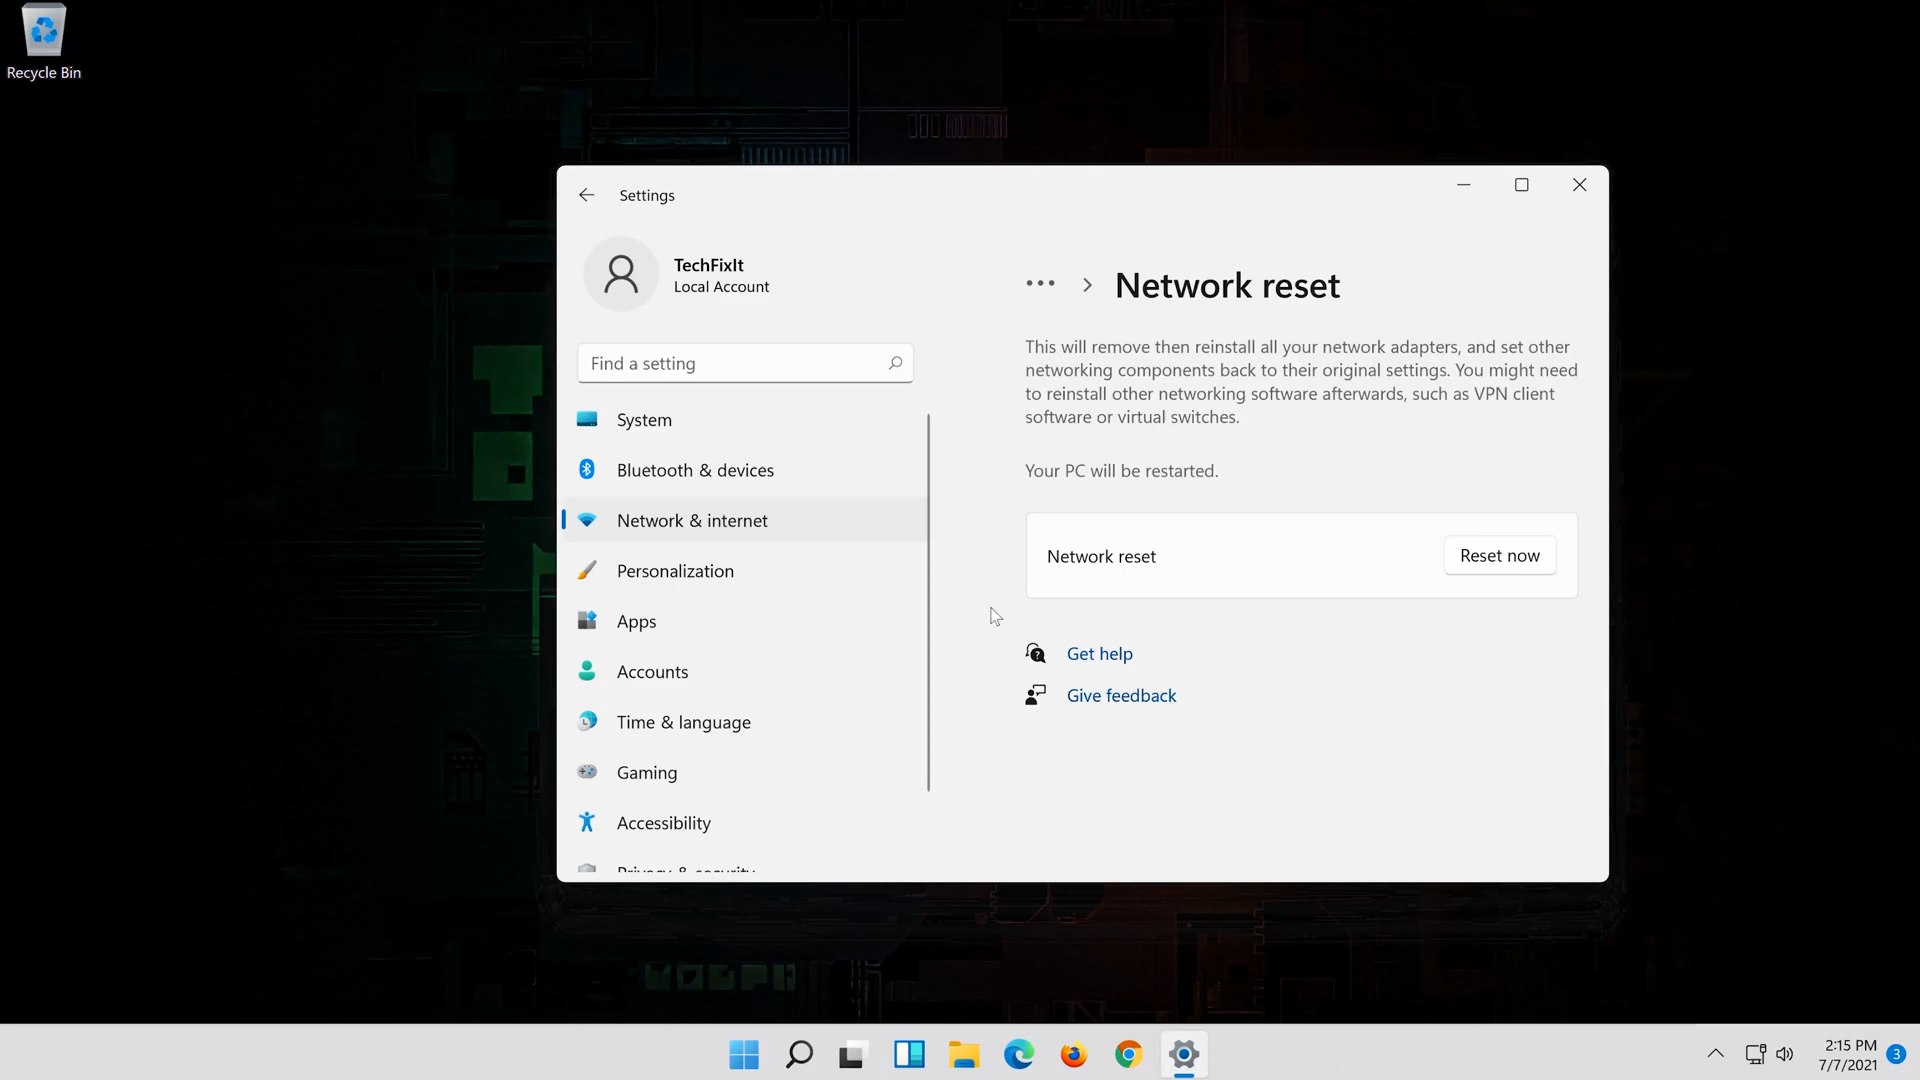 Recycle Bin
Settings
TechFixIt
Local Account
Find a setting
System
Bluetooth & devices
Network & internet
Personalization
Apps
Accounts
Time & language
Gaming
Accessibility
Privacy & security
••• > Network reset
This will remove then reinstall all your network adapters, and set other
networking components back to their original settings. You might need
to reinstall other networking software afterwards, such as VPN client
software or virtual switches.
Your PC will be restarted.
Network reset
Reset now
Get help
Give feedback
2:15 PM
7/7/2021
3